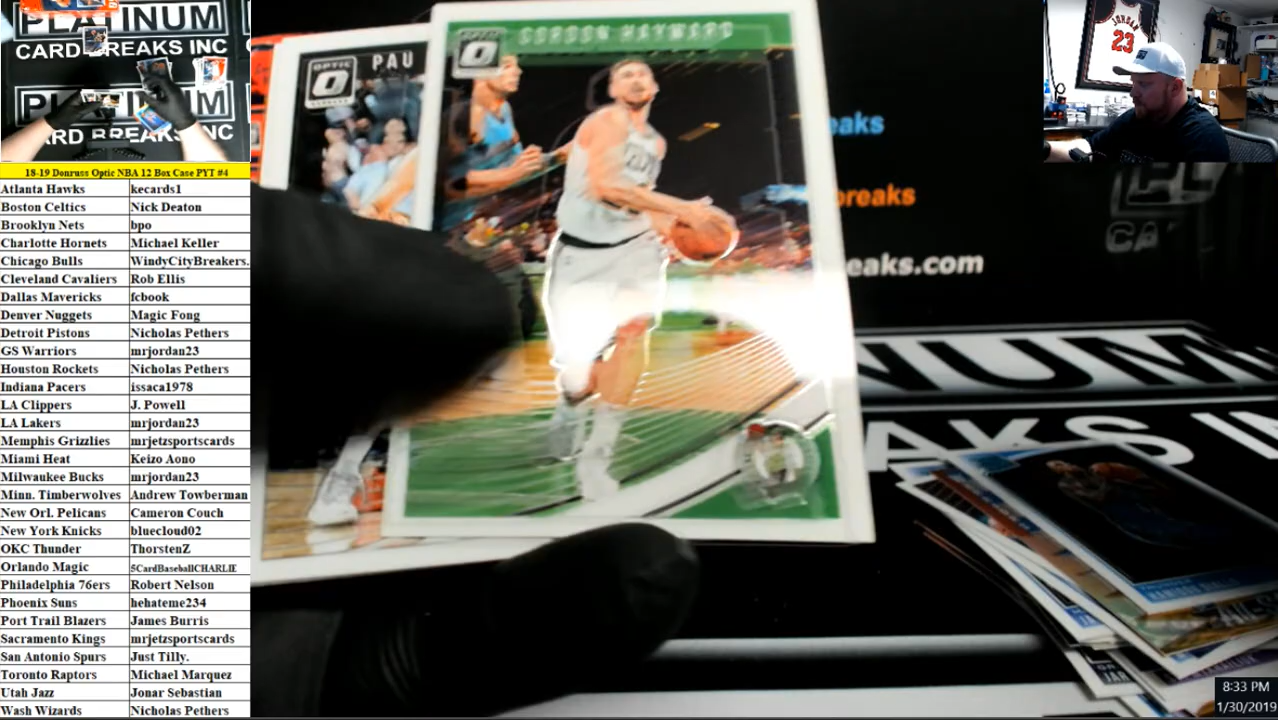 PLATINUM
CARD BREAKS INC
PLATINUM
CARD BREAKS INC
18-19 Donruss Optic NBA 12 Box Case PYT #4
Atlanta Hawks kecards1
Boston Celtics Nick Deaton
Brooklyn Nets bpo
Charlotte Hornets Michael Keller
Chicago Bulls WindyCityBreakers.
Cleveland Cavaliers Rob Ellis
Dallas Mavericks fcbook
Denver Nuggets Magic Fong
Detroit Pistons Nicholas Pethers
GS Warriors mrjordan23
Houston Rockets Nicholas Pethers
Indiana Pacers issaca1978
LA Clippers J. Powell
LA Lakers mrjordan23
Memphis Grizzlies mrjetzsportscards
Miami Heat Keizo Aono
Milwaukee Bucks mrjordan23
Minn. Timberwolves Andrew Towberman
New Orl. Pelicans Cameron Couch
New York Knicks bluecloud02
OKC Thunder ThorstenZ
Orlando Magic 5CardBaseballCHARLIE
Philadelphia 76ers Robert Nelson
Phoenix Suns hehateme234
Port Trail Blazers James Burris
Sacramento Kings mrjetzsportscards
San Antonio Spurs Just Tilly.
Toronto Raptors Michael Marquez
Utah Jazz Jonar Sebastian
Wash Wizards Nicholas Pethers
OPTIC PAU
GORDON HAYWARD
eaks
breaks
eaks.com
NUM
EAKS IN
JORDAN
23
8:33 PM
1/30/2019